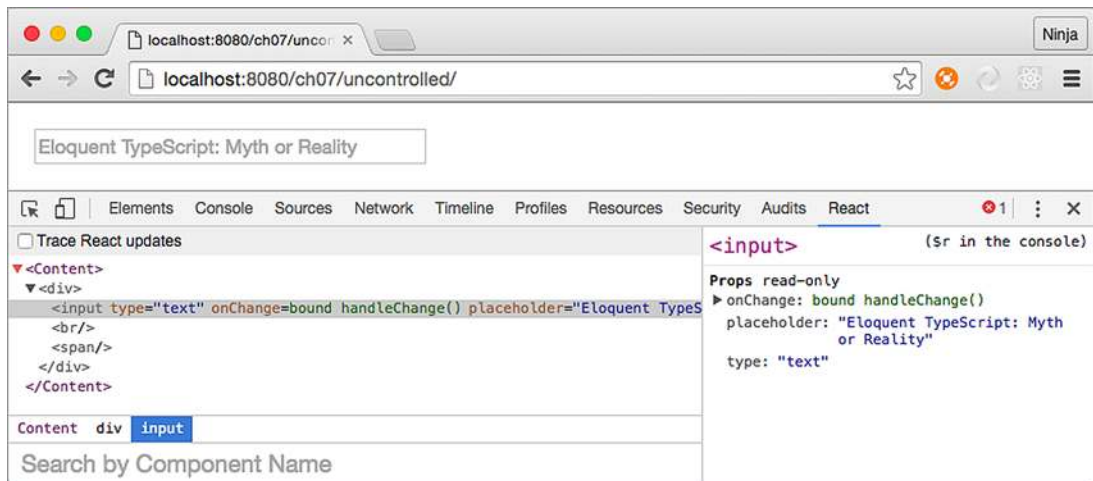 localhost:8080/ch07/uncor
Ninja
localhost:8080/ch07/uncontrolled/
Eloquent TypeScript: Myth or Reality
Elements Console Sources Network Timeline Profiles Resources Security Audits React 1
Trace React updates
<Content>
<div>
<input type="text" onChange=bound handleChange() placeholder="Eloquent TypeS
<br/>
<span/>
</div>
</Content>
Content div input
Search by Component Name
<input> ($r in the console)
Props read-only
onChange: bound handleChange()
placeholder: "Eloquent TypeScript: Myth
or Reality"
type: "text"